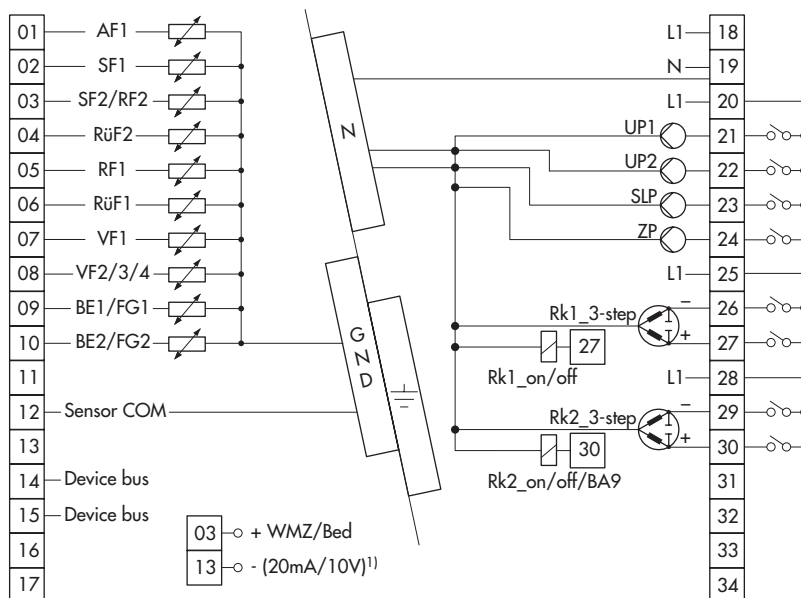 01 AF1
02 SF1
03 SF2/RF2
04 RüF2
05 RF1
06 RüF1
07 VF1
08 VF2/3/4
09 BE1/FG1
10 BE2/FG2
11
12 Sensor COM
13
14 Device bus
15 Device bus
16
17
03 + WMZ/Bed
13 - (20mA/10V)1)
N
GND
L1 18
N 19
L1 20
UP1 21
UP2 22
SLP 23
ZP 24
L1 25
Rk1_3-step − 26
27 + 27
Rk1_on/off
L1 28
Rk2_3-step − 29
30 + 30
Rk2_on/off/BA9
31
32
33
34